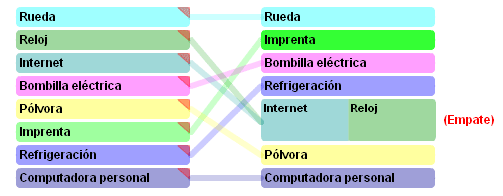 Rueda
Reloj
Internet
Bombilla eléctrica
Pólvora
Imprenta
Refrigeración
Computadora personal
Rueda
Imprenta
Bombilla eléctrica
Refrigeración
Internet Reloj
(Empate)
Pólvora
Computadora personal